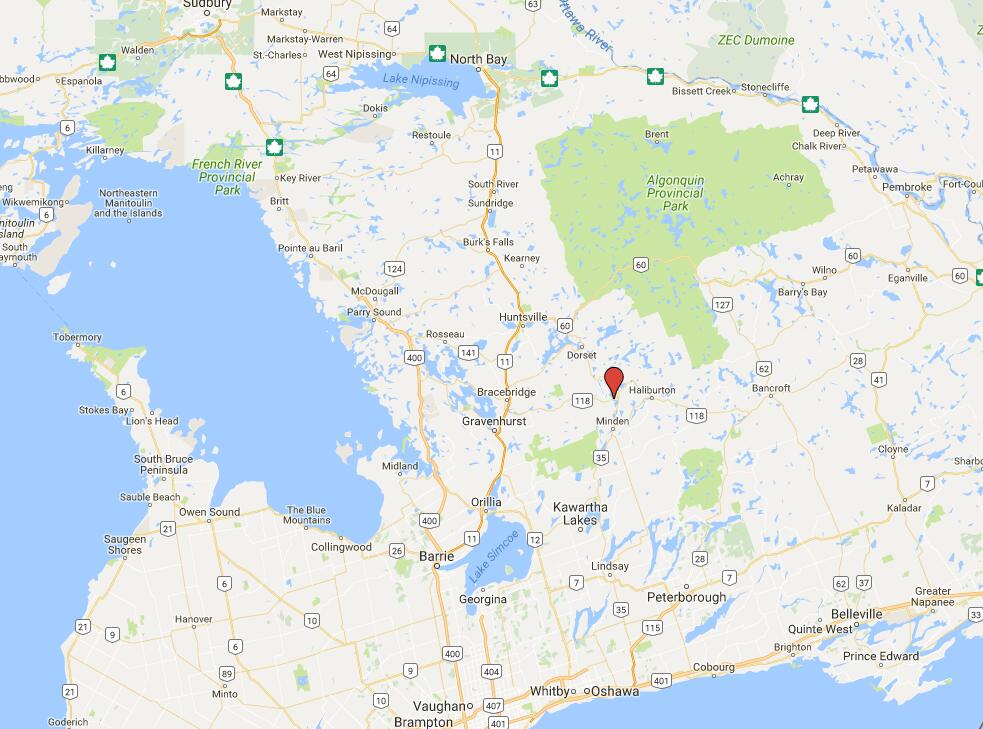 Sudbury
Markstay
63
Ottawa River
64
Markstay-Warren
ZEC Dumoine
Walden
St.-Charles
West Nipissing
North Bay
64
Lake Nipissing
Espanola
Bissett Creek
Stonecliffe
Dokis
6
Restoule
Brent
Deep River
Chalk River
Killarney
11
French River
Provincial
Park
Key River
Petawawa
Algonquin
Provincial
Park
Achray
Pembroke
South River
Northeastern
Manitoulin
and the Islands
Wikwemikong
Britt
Sundridge
6
Pointe au Baril
Burk's Falls
Kearney
60
60
Wilno
Eganville
60
124
Barry's Bay
McDougall
127
Parry Sound
Huntsville
60
Tobermory
Rosseau
400
141
11
Dorset
62
28
41
6
Bracebridge
118
Haliburton
Bancroft
Stokes Bay
Lion's Head
Gravenhurst
Minden
118
South Bruce
Peninsula
Midland
35
Cloyne
7
Sauble Beach
Orillia
Kawartha
Lakes
Kaladar
Owen Sound
The Blue
Mountains
400
21
Saugeen
Shores
Collingwood
26
11
12
Barrie
Lake Simcoe
28
Lindsay
7
7
6
Georgina
62
37
Peterborough
Greater
Napanee
35
Belleville
33
21
9
Hanover
10
115
Quinte West
6
Brighton
Prince Edward
400
89
9
404
Cobourg
401
21
Minto
10
Whitby
Oshawa
Vaughan
407
Goderich
Brampton
401